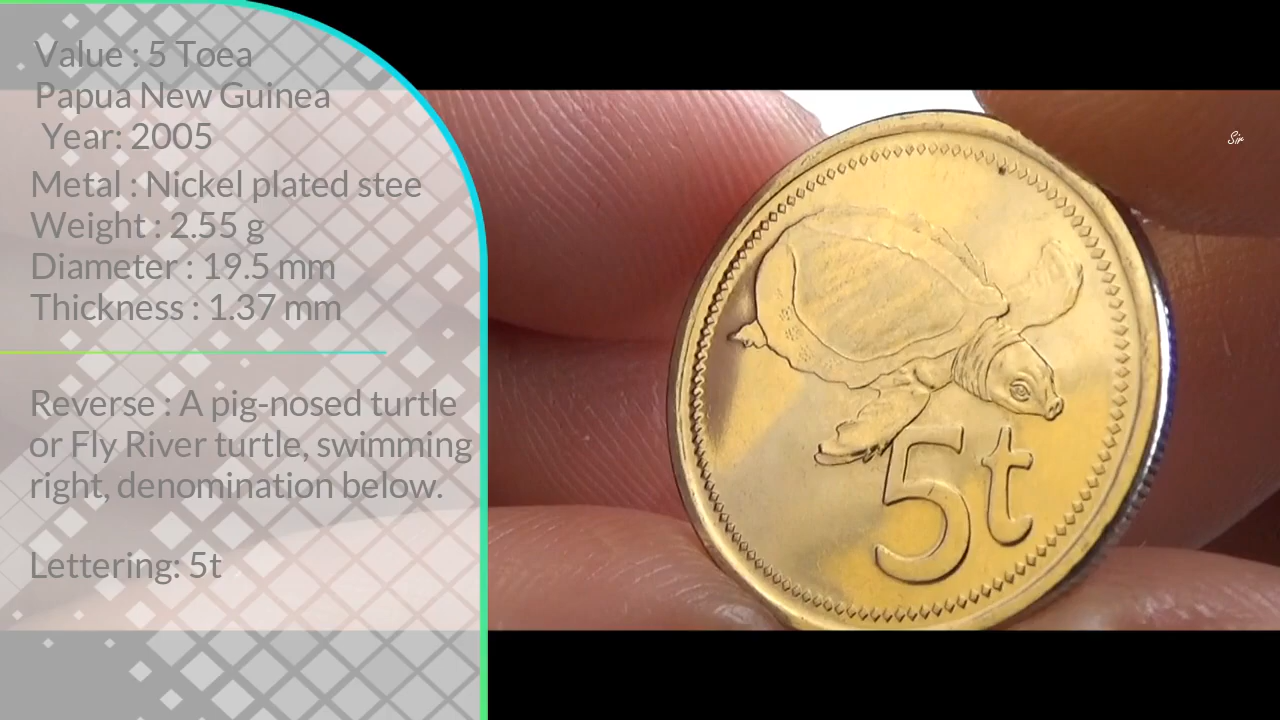 Value : 5 Toea
Papua New Guinea
Year: 2005
Metal : Nickel plated stee
Weight : 2.55 g
Diameter : 19.5 mm
Thickness : 1.37 mm
Reverse : A pig-nosed turtle
or Fly River turtle, swimming
right, denomination below.
Lettering: 5t
Sir
5t